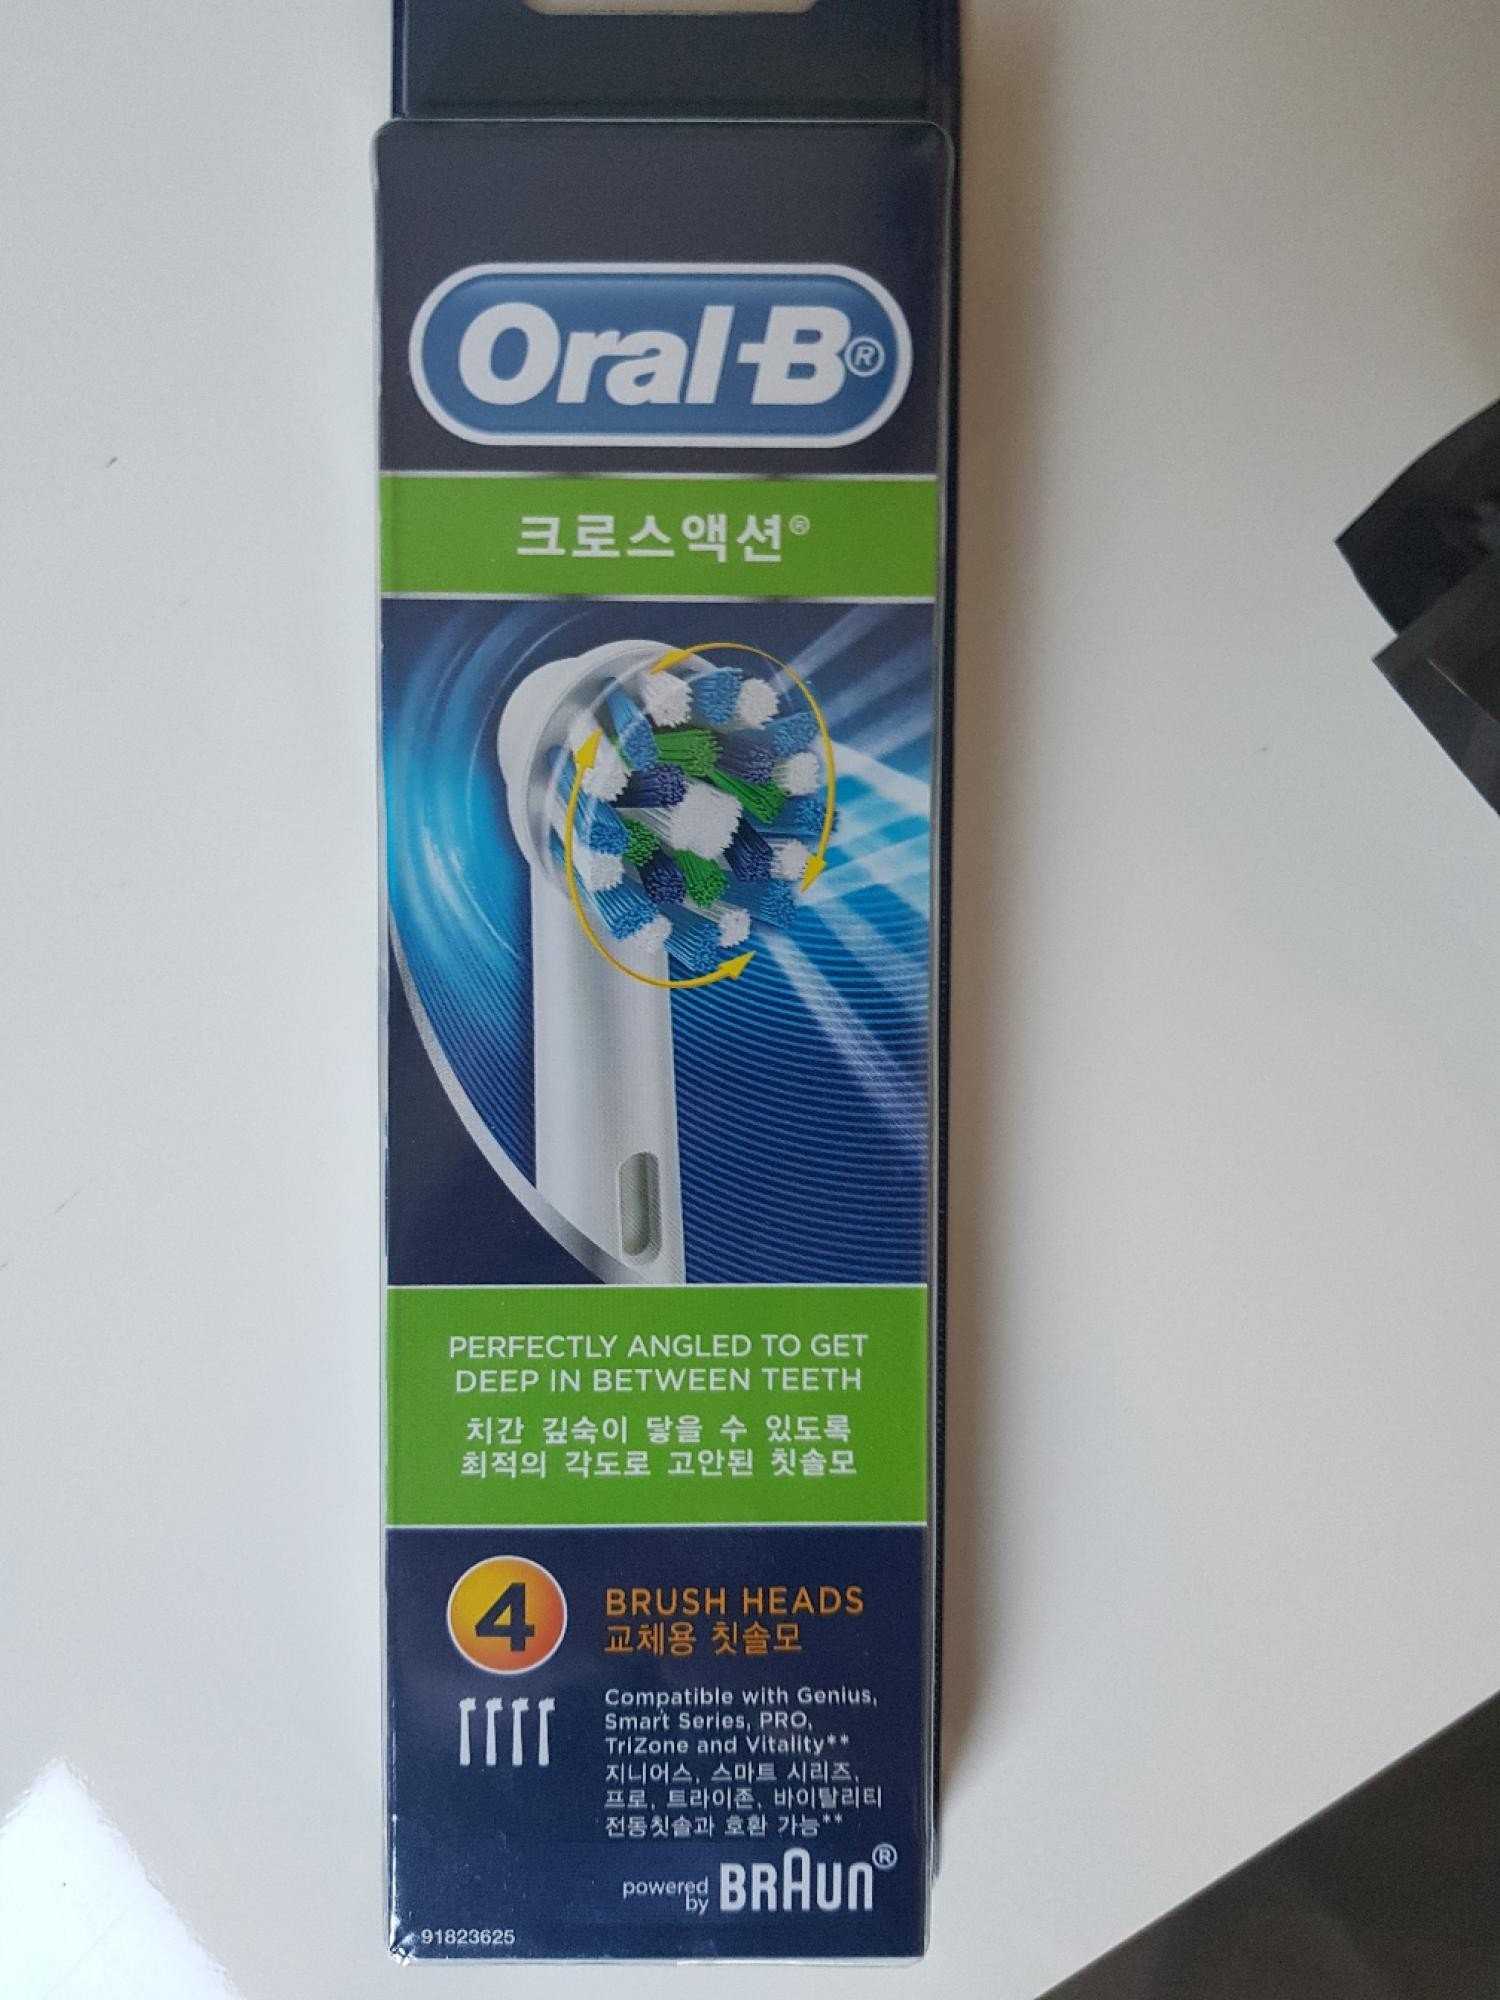 Oral-B®
크로스액션®
PERFECTLY ANGLED TO GET
DEEP IN BETWEEN TEETH
치간 깊숙이 닿을 수 있도록
최적의 각도로 고안된 칫솔모
4
BRUSH HEADS
교체용 칫솔모
Compatible with Genius,
Smart Series, PRO,
TriZone and Vitality**
지니어스, 스마트 시리즈,
프로, 트라이존, 바이탈리티
전동칫솔과 호환 가능**
powered by BRAUN®
91823625